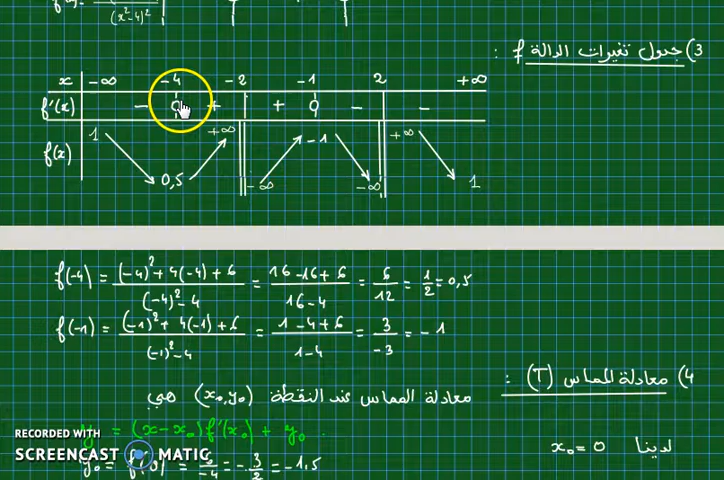 (x²-4)²
3) جدول تغيرات الدالة f :
x -∞ -4 -2 -1 2 +∞
f'(x) - 0 + + 0 - -
f(x) 1 0,5 +∞ -∞ -1 -∞ +∞ 1
f(-4) = ((-4)² + 4(-4) + 6) / ((-4)² - 4) = (16 - 16 + 6) / (16 - 4) = 6/12 = 1/2 = 0,5
f(-1) = ((-1)² + 4(-1) + 6) / ((-1)² - 4) = (1 - 4 + 6) / (1 - 4) = 3/-3 = -1
4) معادلة المماس (T) :
معادلة المماس عند النقطة (x₀, y₀) هي
= (x - x₀) f'(x₀) + y₀
لدينا x₀ = 0
RECORDED WITH
SCREENCAST MATIC
y₀ = f(0) = 6/-4 = -3/2 = -1,5